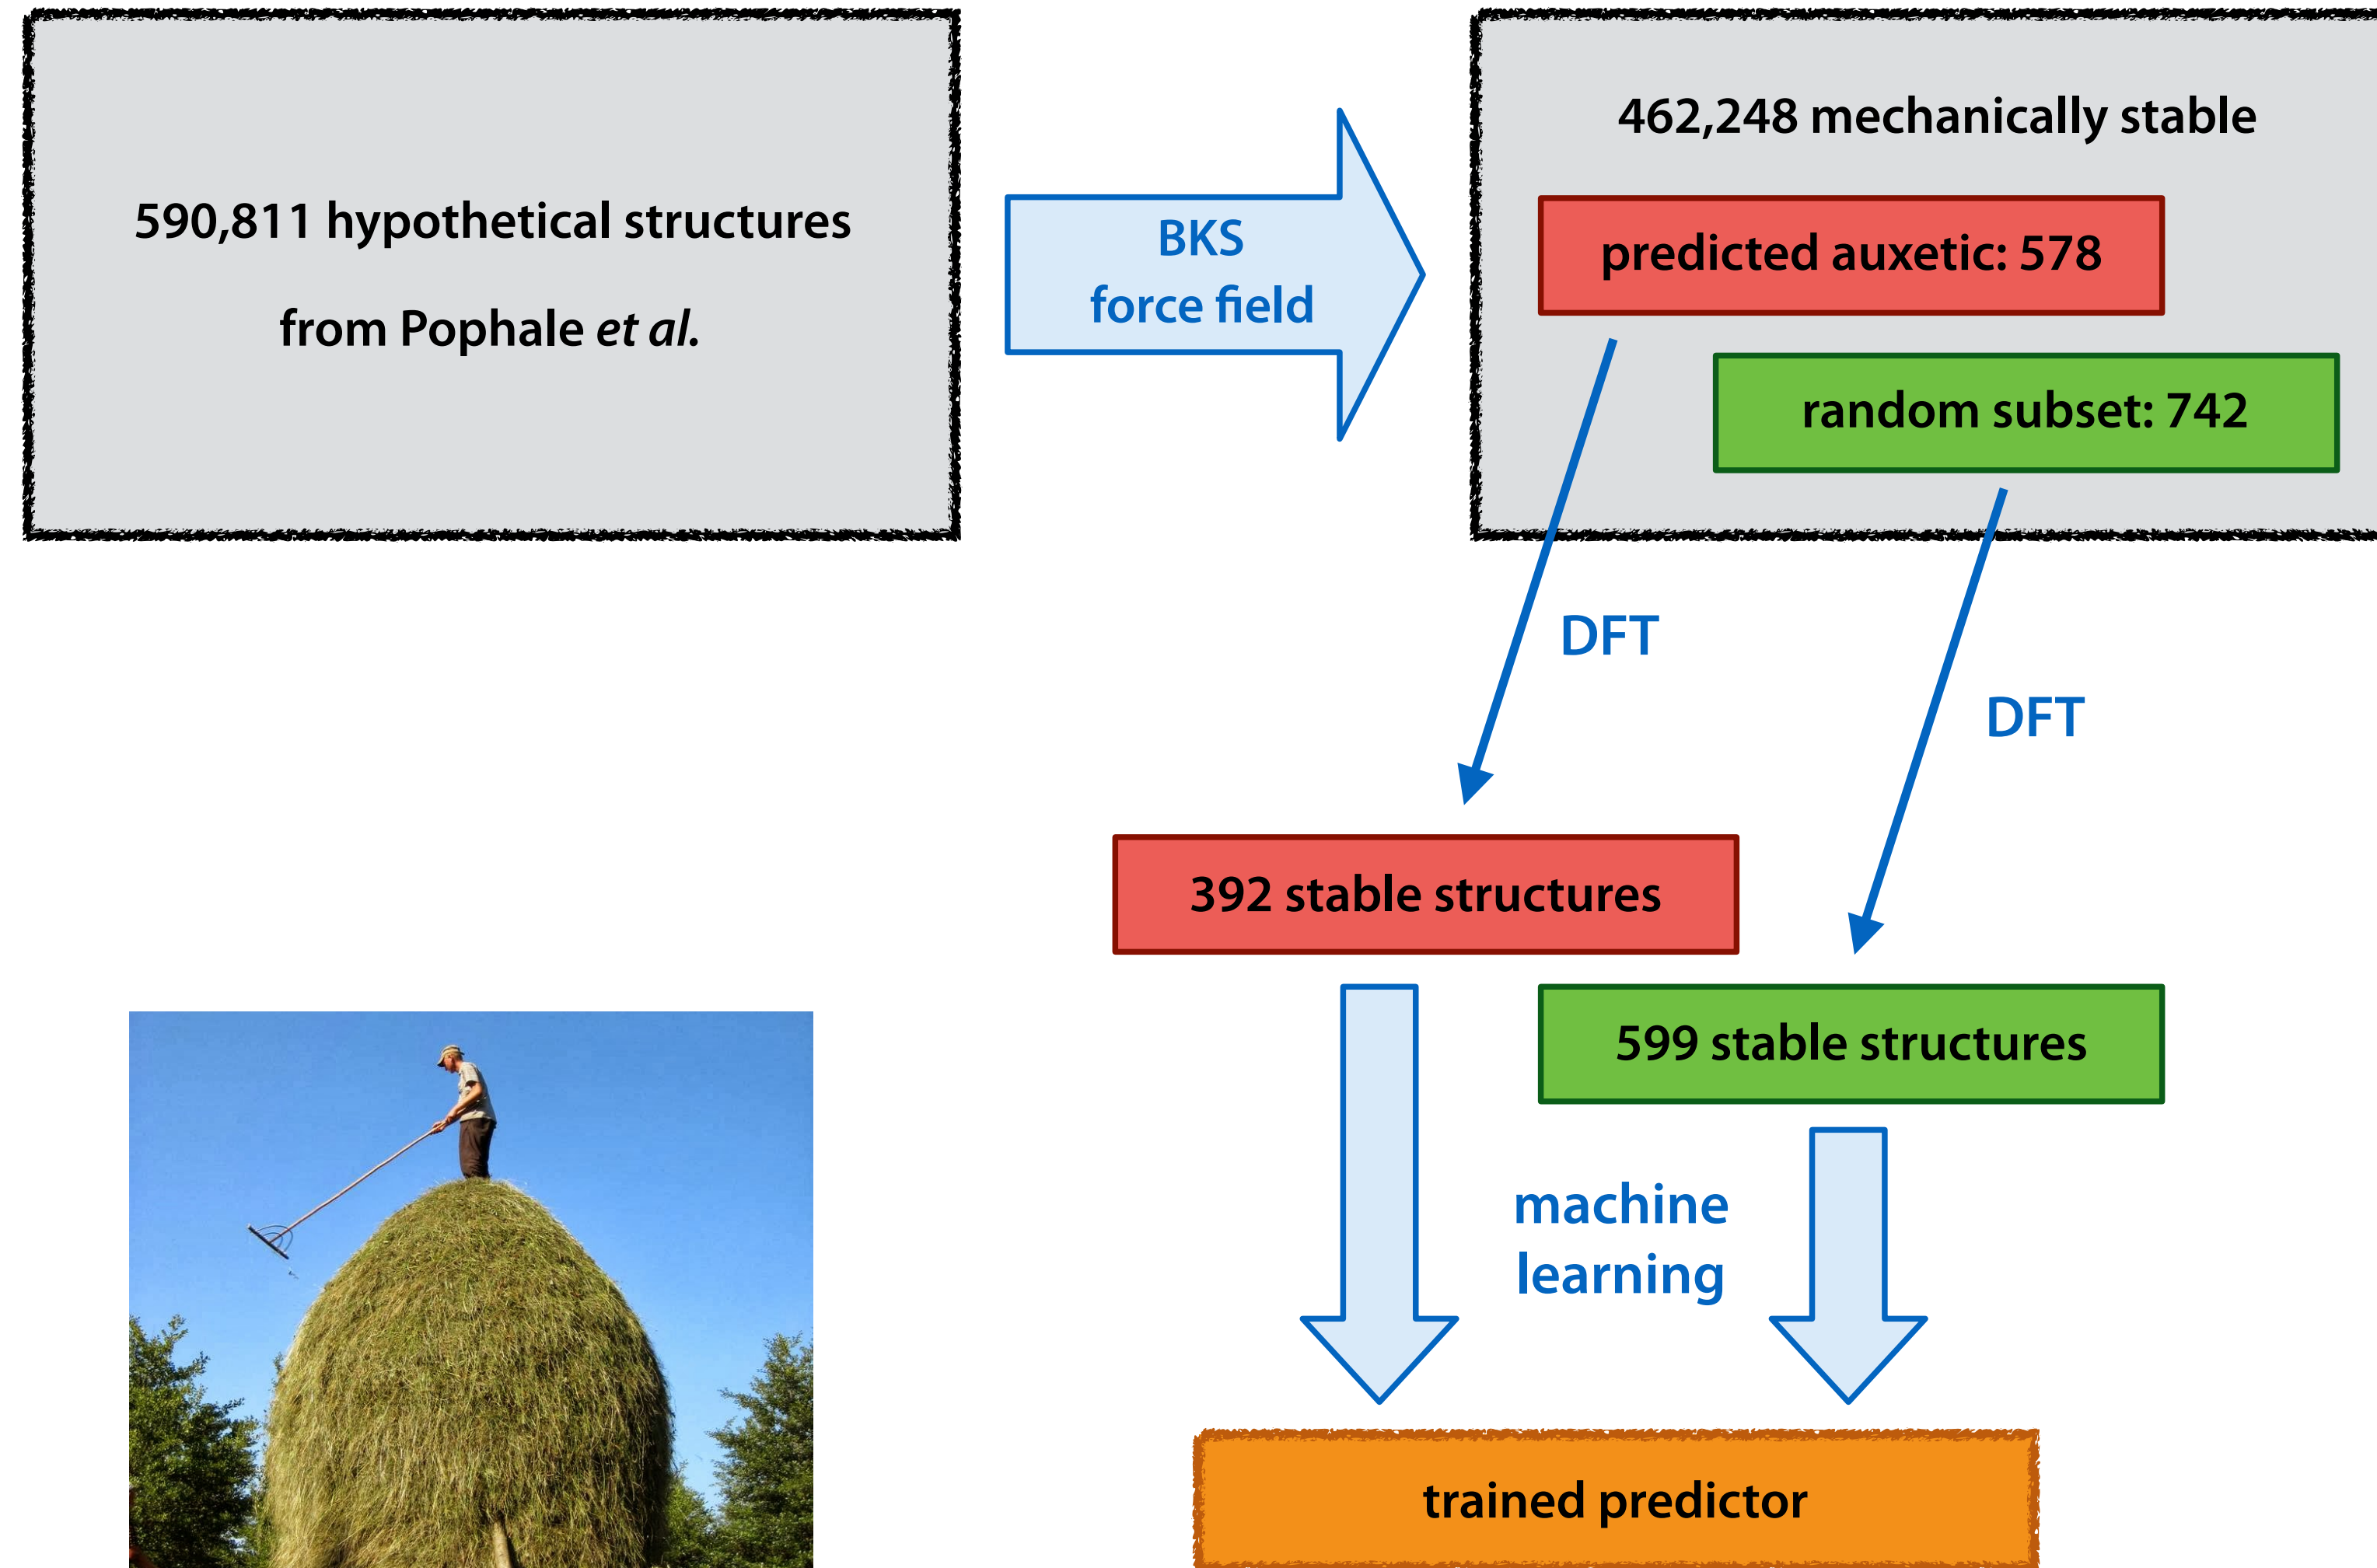 590,811 hypothetical structures
from Pophale et al.
BKS
force field
462,248 mechanically stable
predicted auxetic: 578
random subset: 742
DFT
DFT
392 stable structures
599 stable structures
machine
learning
trained predictor